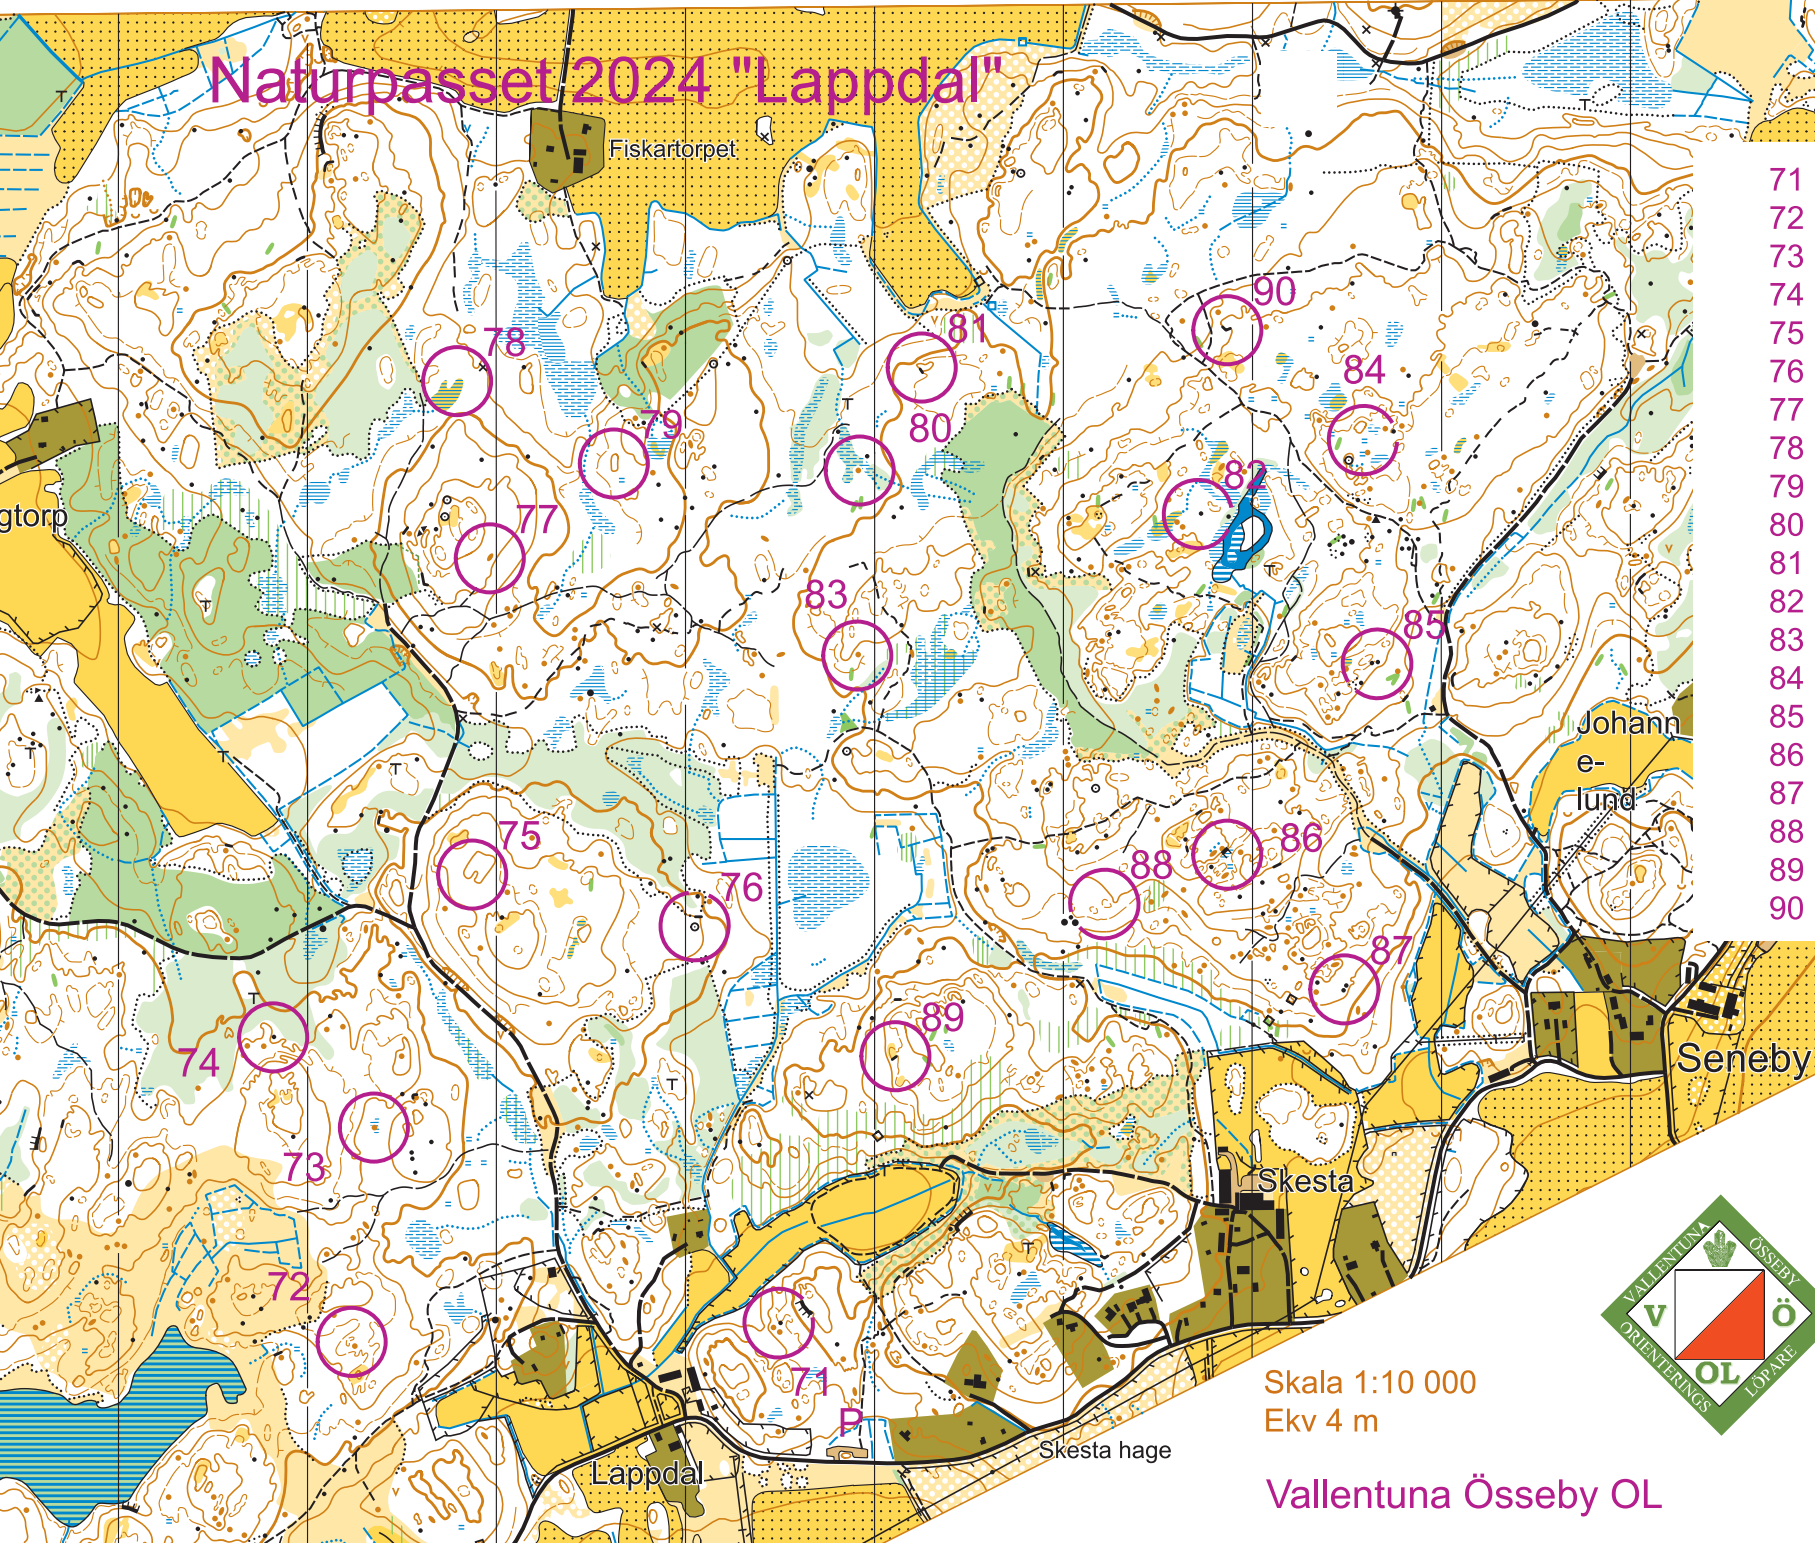 Naturpasset 2024 "Lappdal"
Fiskartorpet
71
72
73
74
75
76
77
78
79
80
81
82
83
84
85
86
87
88
89
90
90
81
78
84
79
80
82
gtorp
77
83
85
Johann
e-
lund
75
86
88
76
87
89
74
Seneby
73
Skesta
72
71
P
Skala 1:10 000
Ekv 4 m
Skesta hage
Lappdal
Vallentuna Össeby OL
VALLENTUNA
ÖSSEBY
V
Ö
OL
ORIENTERINGS
LÖPARE